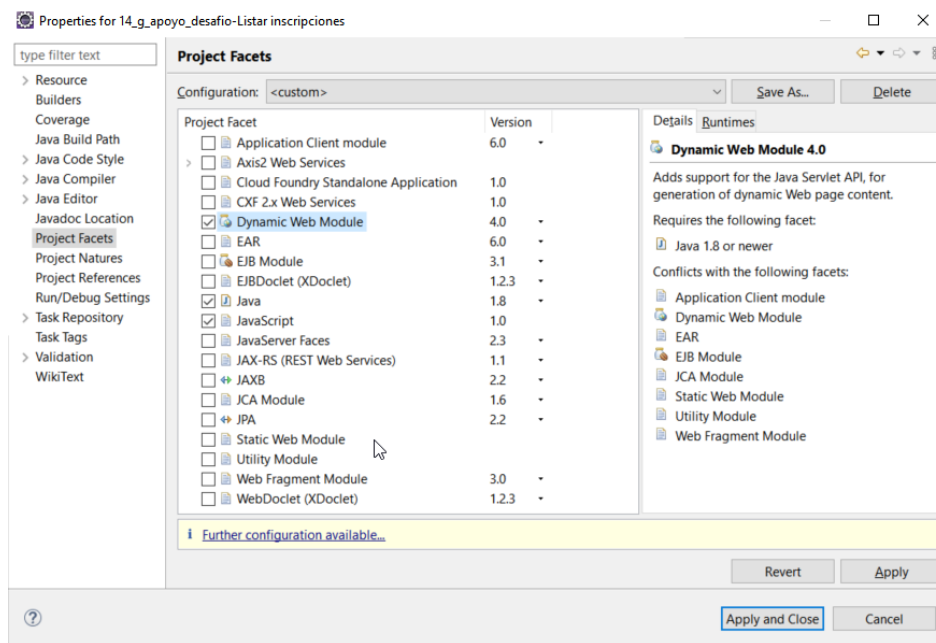 Properties for 14_g_apoyo_desafio-Listar inscripciones
type filter text
Resource
Builders
Coverage
Java Build Path
Java Code Style
Java Compiler
Java Editor
Javadoc Location
Project Facets
Project Natures
Project References
Run/Debug Settings
Task Repository
Task Tags
Validation
WikiText
Project Facets
Configuration: <custom> Save As... Delete
Project Facet Version
Application Client module 6.0
Axis2 Web Services
Cloud Foundry Standalone Application 1.0
CXF 2.x Web Services 1.0
Dynamic Web Module 4.0
EAR 6.0
EJB Module 3.1
EJBDoclet (XDoclet) 1.2.3
Java 1.8
JavaScript 1.0
JavaServer Faces 2.3
JAX-RS (REST Web Services) 1.1
JAXB 2.2
JCA Module 1.6
JPA 2.2
Static Web Module
Utility Module
Web Fragment Module 3.0
WebDoclet (XDoclet) 1.2.3
Details Runtimes
Dynamic Web Module 4.0
Adds support for the Java Servlet API, for
generation of dynamic Web page content.
Requires the following facet:
Java 1.8 or newer
Conflicts with the following facets:
Application Client module
Dynamic Web Module
EAR
EJB Module
JCA Module
Static Web Module
Utility Module
Web Fragment Module
i Further configuration available...
Revert Apply
? Apply and Close Cancel